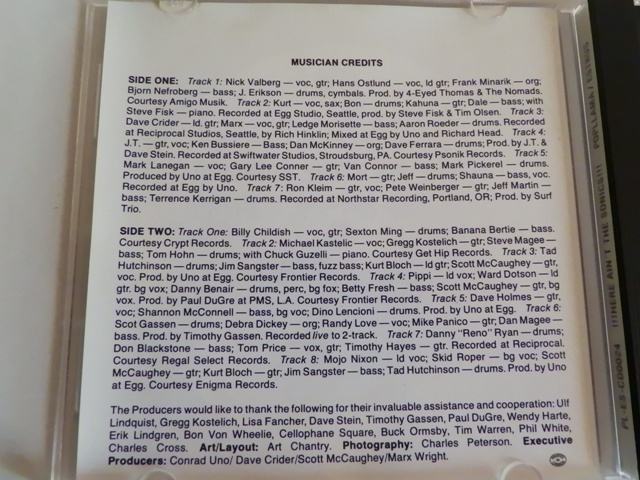 MUSICIAN CREDITS
SIDE ONE: Track 1: Nick Valberg — voc, gtr; Hans Ostlund — voc, ld gtr; Frank Minarik — org;
Bjorn Nefroberg — bass; J. Erikson — drums, cymbals. Prod. by 4-Eyed Thomas & The Nomads.
Courtesy Amigo Musik. Track 2: Kurt — voc, sax; Bon — drums; Kahuna — gtr; Dale — bass; with
Steve Fisk — piano. Recorded at Egg Studio, Seattle, prod. by Steve Fisk & Tim Olsen. Track 3:
Dave Crider — ld. gtr; Marx — voc, gtr; Ledge Morisette — bass; Aaron Roeder — drums. Recorded
at Reciprocal Studios, Seattle, by Rich Hinklin; Mixed at Egg by Uno and Richard Head. Track 4:
J.T. — gtr, voc; Ken Bussiere — Bass; Dan McKinney — org; Dave Ferrara — drums; Prod. by J.T. &
Dave Stein. Recorded at Swiftwater Studios, Stroudsburg, PA. Courtesy Psonik Records. Track 5:
Mark Lanegan — voc; Gary Lee Conner — gtr; Van Connor — bass; Mark Pickerel — drums.
Produced by Uno at Egg. Courtesy SST. Track 6: Mort — gtr; Jeff — drums; Shauna — bass, voc.
Recorded at Egg by Uno. Track 7: Ron Kleim — gtr, voc; Pete Weinberger — gtr; Jeff Martin —
bass; Terrence Kerrigan — drums. Recorded at Northstar Recording, Portland, OR; Prod. by Surf
Trio.
SIDE TWO: Track One: Billy Childish — voc, gtr; Sexton Ming — drums; Banana Bertie — bass.
Courtesy Crypt Records. Track 2: Michael Kastelic — voc; Gregg Kostelich — gtr; Steve Magee —
bass; Tom Hohn — drums; with Chuck Guzelli — piano. Courtesy Get Hip Records. Track 3: Tad
Hutchinson — drums; Jim Sangster — bass, fuzz bass; Kurt Bloch — ld gtr; Scott McCaughey — gtr,
voc. Prod. by Uno at Egg. Courtesy Frontier Records. Track 4: Pippi — ld vox; Ward Dotson — ld
gtr. bg vox; Danny Benair — drums, perc, bg fox; Betty Fresh — bass; Scott McCaughey — gtr, bg
vox. Prod. by Paul DuGre at PMS, L.A. Courtesy Frontier Records. Track 5: Dave Holmes — gtr,
voc; Shannon McConnell — bass, bg voc; Dino Lencioni — drums. Prod. by Uno at Egg. Track 6:
Scot Gassen — drums; Debra Dickey — org; Randy Love — voc; Mike Panico — gtr; Dan Magee —
bass. Prod. by Timothy Gassen. Recorded live to 2-track. Track 7: Danny "Reno" Ryan — drums;
Don Blackstone — bass; Tom Price — vox, gtr; Timothy Hayes — gtr. Recorded at Reciprocal.
Courtesy Regal Select Records. Track 8: Mojo Nixon — ld voc; Skid Roper — bg voc; Scott
McCaughey — gtr; Kurt Bloch — gtr; Jim Sangster — bass; Tad Hutchinson — drums. Prod. by Uno
at Egg. Courtesy Enigma Records.
The Producers would like to thank the following for their invaluable assistance and cooperation: Ulf
Lindquist, Gregg Kostelich, Lisa Fancher, Dave Stein, Timothy Gassen, Paul DuGre, Wendy Harte,
Erik Lindgren, Bon Von Wheelie, Cellophane Square, Buck Ormsby, Tim Warren, Phil White,
Charles Cross. Art/Layout: Art Chantry. Photography: Charles Peterson. Executive
Producers: Conrad Uno/ Dave Crider/Scott McCaughey/Marx Wright.
PL-ES-CD0024 !!!HERE AIN'T THE SONICS!!! POPLLAMA / ESTRUS